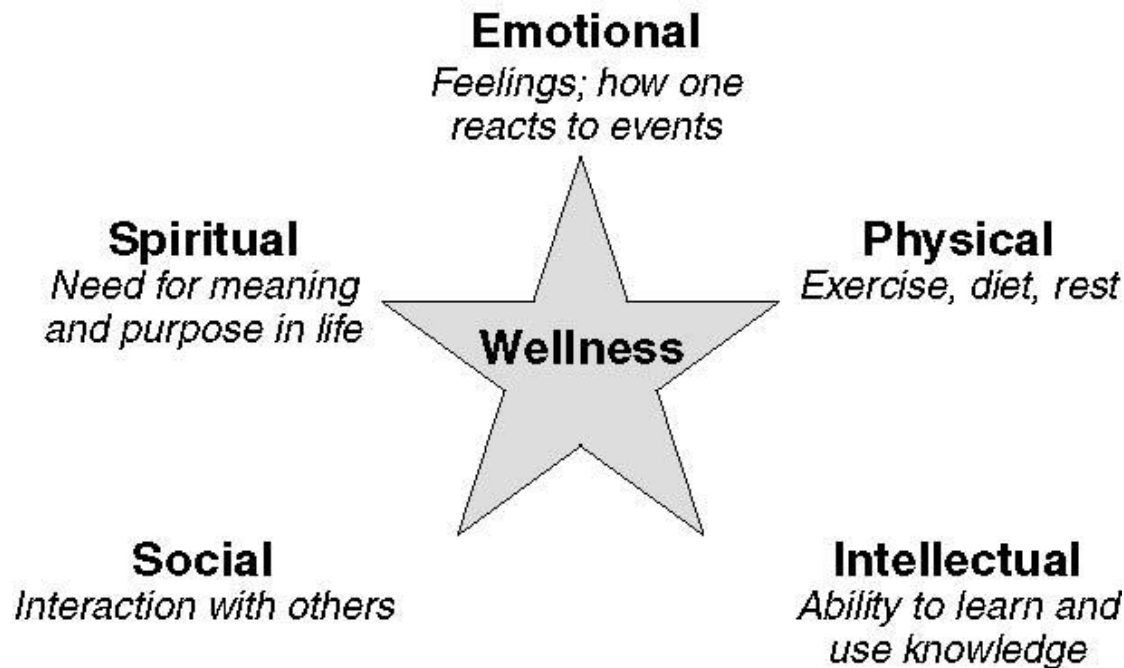 Emotional
Feelings; how one
reacts to events
Spiritual
Need for meaning
and purpose in life
Physical
Exercise, diet, rest
Wellness
Social
Interaction with others
Intellectual
Ability to learn and
use knowledge